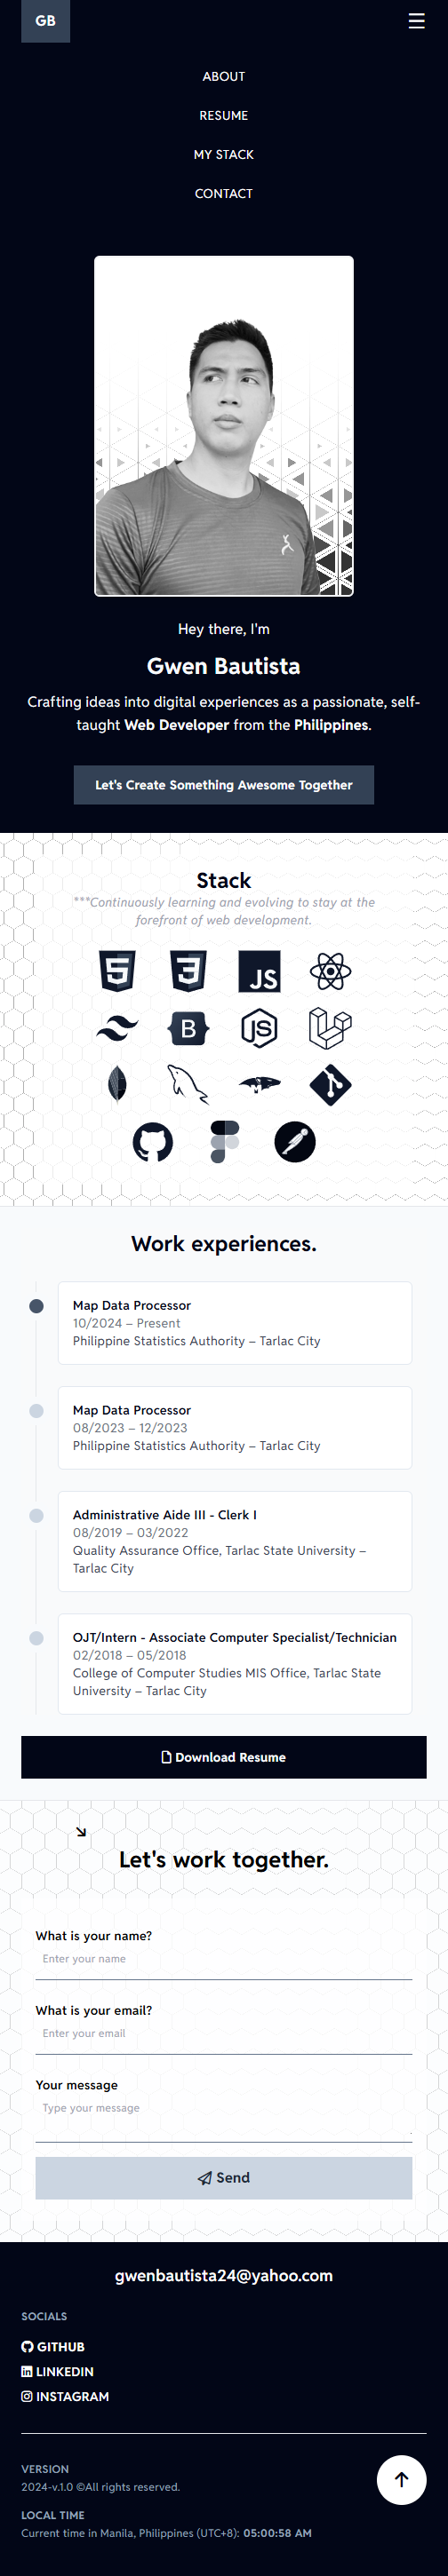 GB
ABOUT
RESUME
MY STACK
CONTACT
Hey there, I'm
Gwen Bautista
Crafting ideas into digital experiences as a passionate, self-
taught Web Developer from the Philippines.
Let's Create Something Awesome Together
Stack
***Continuously learning and evolving to stay at the
forefront of web development.
5
3
JS
B
JS
Work experiences.
Map Data Processor
10/2024 – Present
Philippine Statistics Authority – Tarlac City
Map Data Processor
08/2023 – 12/2023
Philippine Statistics Authority – Tarlac City
Administrative Aide III - Clerk I
08/2019 – 03/2022
Quality Assurance Office, Tarlac State University –
Tarlac City
OJT/Intern - Associate Computer Specialist/Technician
02/2018 – 05/2018
College of Computer Studies MIS Office, Tarlac State
University – Tarlac City
Download Resume
Let's work together.
What is your name?
Enter your name
What is your email?
Enter your email
Your message
Type your message
Send
gwenbautista24@yahoo.com
SOCIALS
GITHUB
LINKEDIN
INSTAGRAM
VERSION
2024-v.1.0 ©All rights reserved.
LOCAL TIME
Current time in Manila, Philippines (UTC+8): 05:00:58 AM